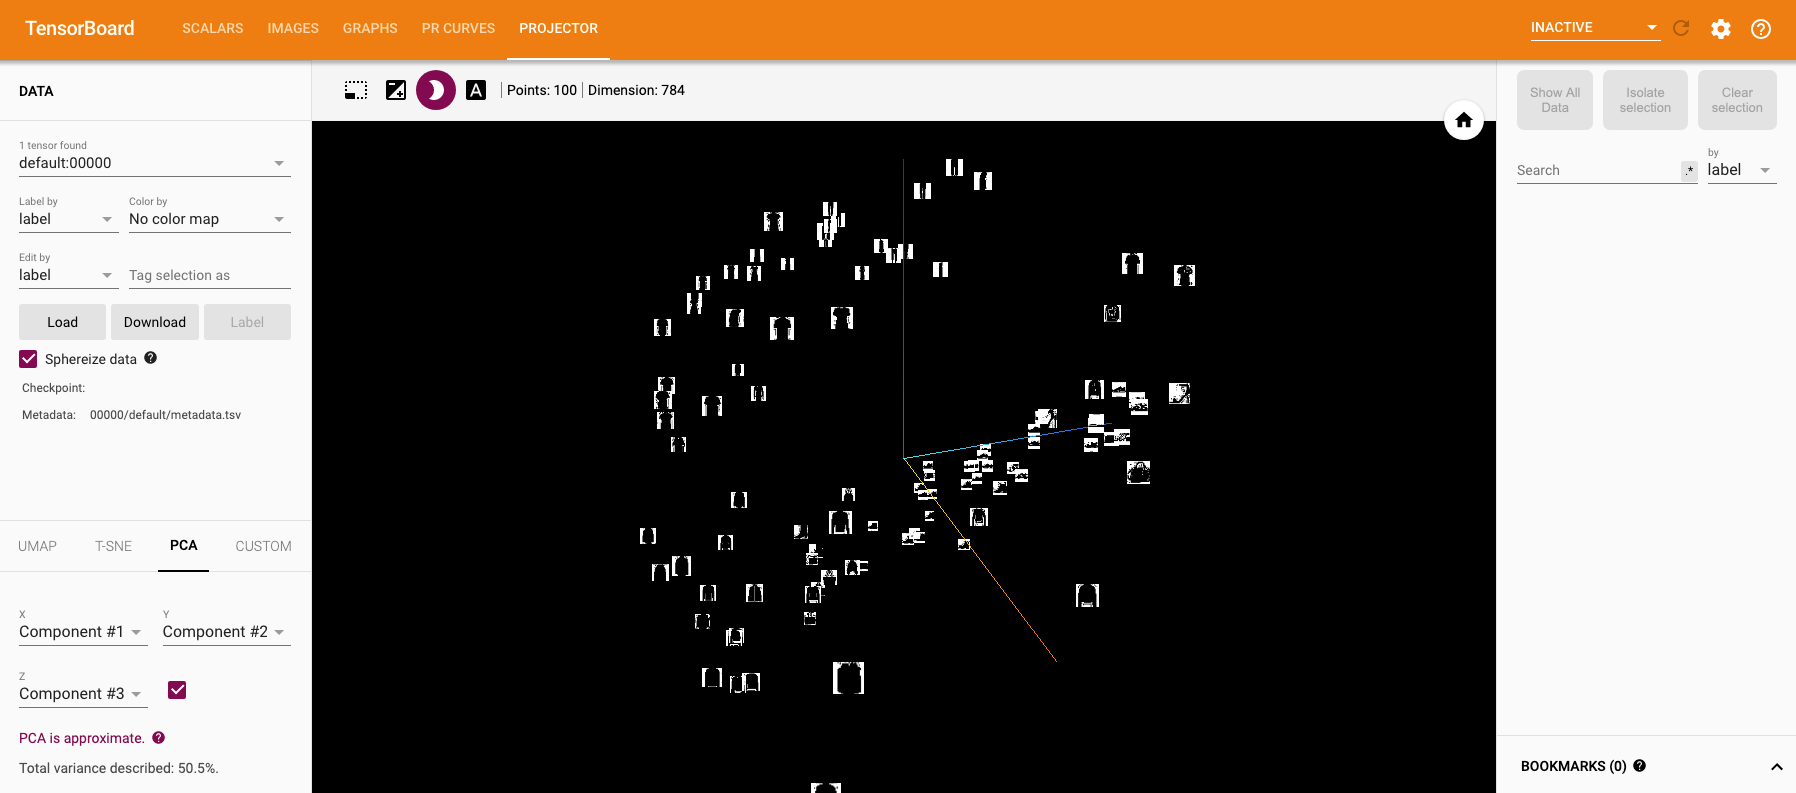 TensorBoard SCALARS IMAGES GRAPHS PR CURVES PROJECTOR INACTIVE
DATA
A Points: 100 Dimension: 784
1 tensor found
default:00000
Label by Color by
label No color map
Edit by
label Tag selection as
Load Download Label
Sphereize data
Checkpoint:
Metadata: 00000/default/metadata.tsv
UMAP T-SNE PCA CUSTOM
X Y
Component #1 Component #2
Z
Component #3
PCA is approximate.
Total variance described: 50.5%.
Show All Data
Isolate selection
Clear selection
Search .* by label
BOOKMARKS (0)